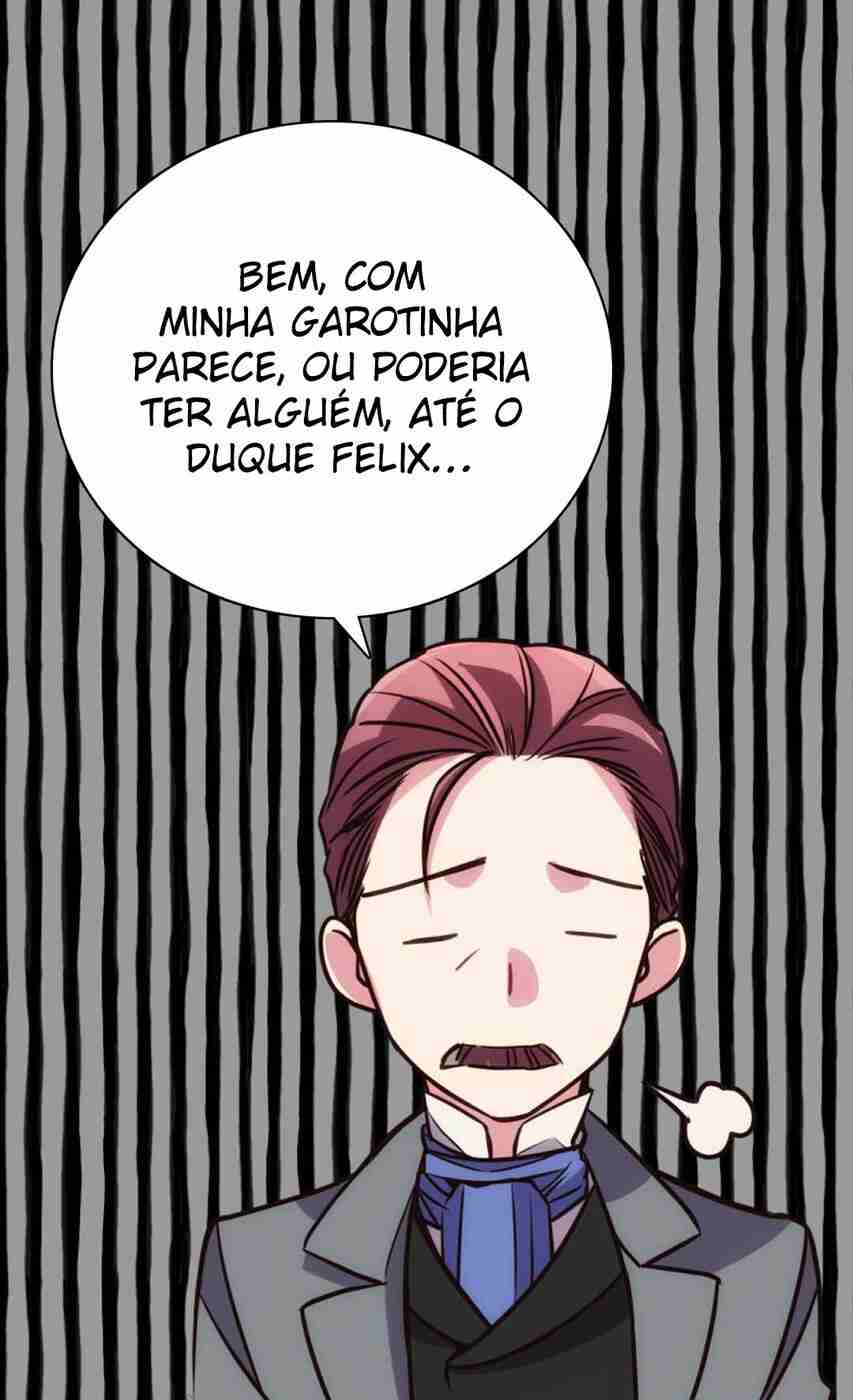 BEM, COM
MINHA GAROTINHA
PARECE, OU PODERIA
TER ALGUÉM, ATÉ O
DUQUE FELIX...